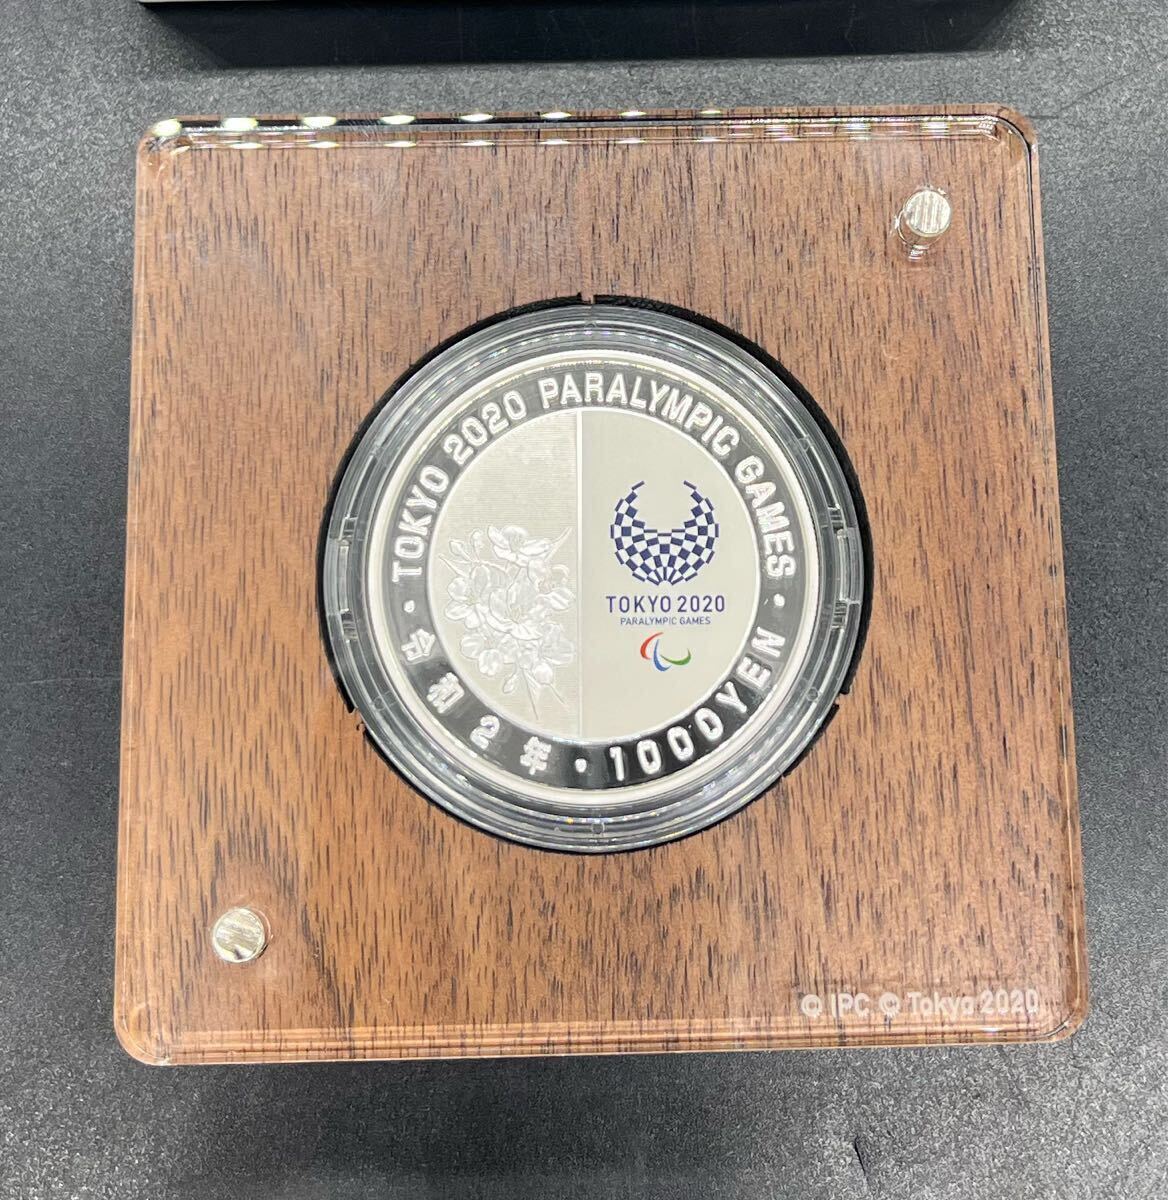 TOKYO 2020 PARALYMPIC GAMES
令和2年・1000YEN
TOKYO 2020
PARALYMPIC GAMES
© IPC © Tokyo 2020